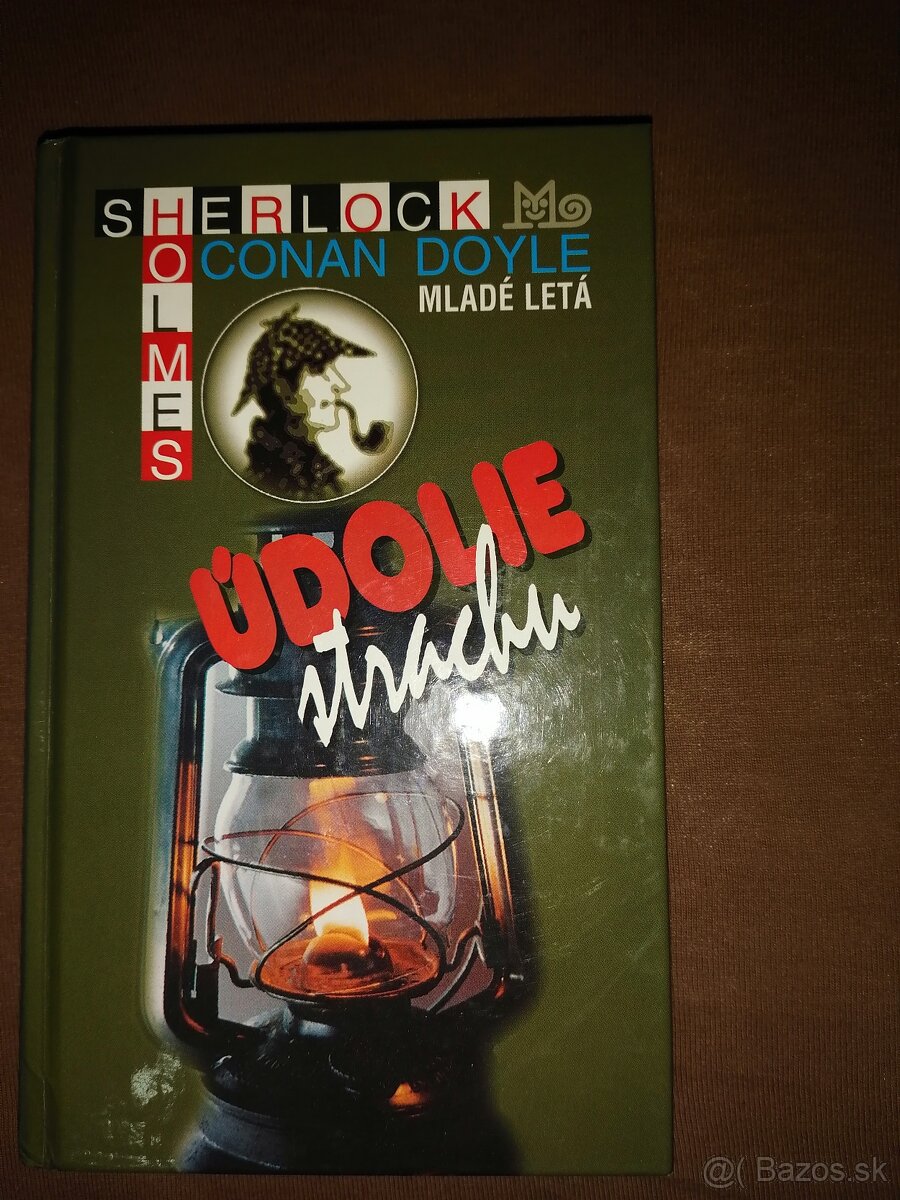 SHERLOCK
HOLMES
CONAN DOYLE
MLADÉ LETÁ
ÚDOLIE
strachu
@( Bazos.sk